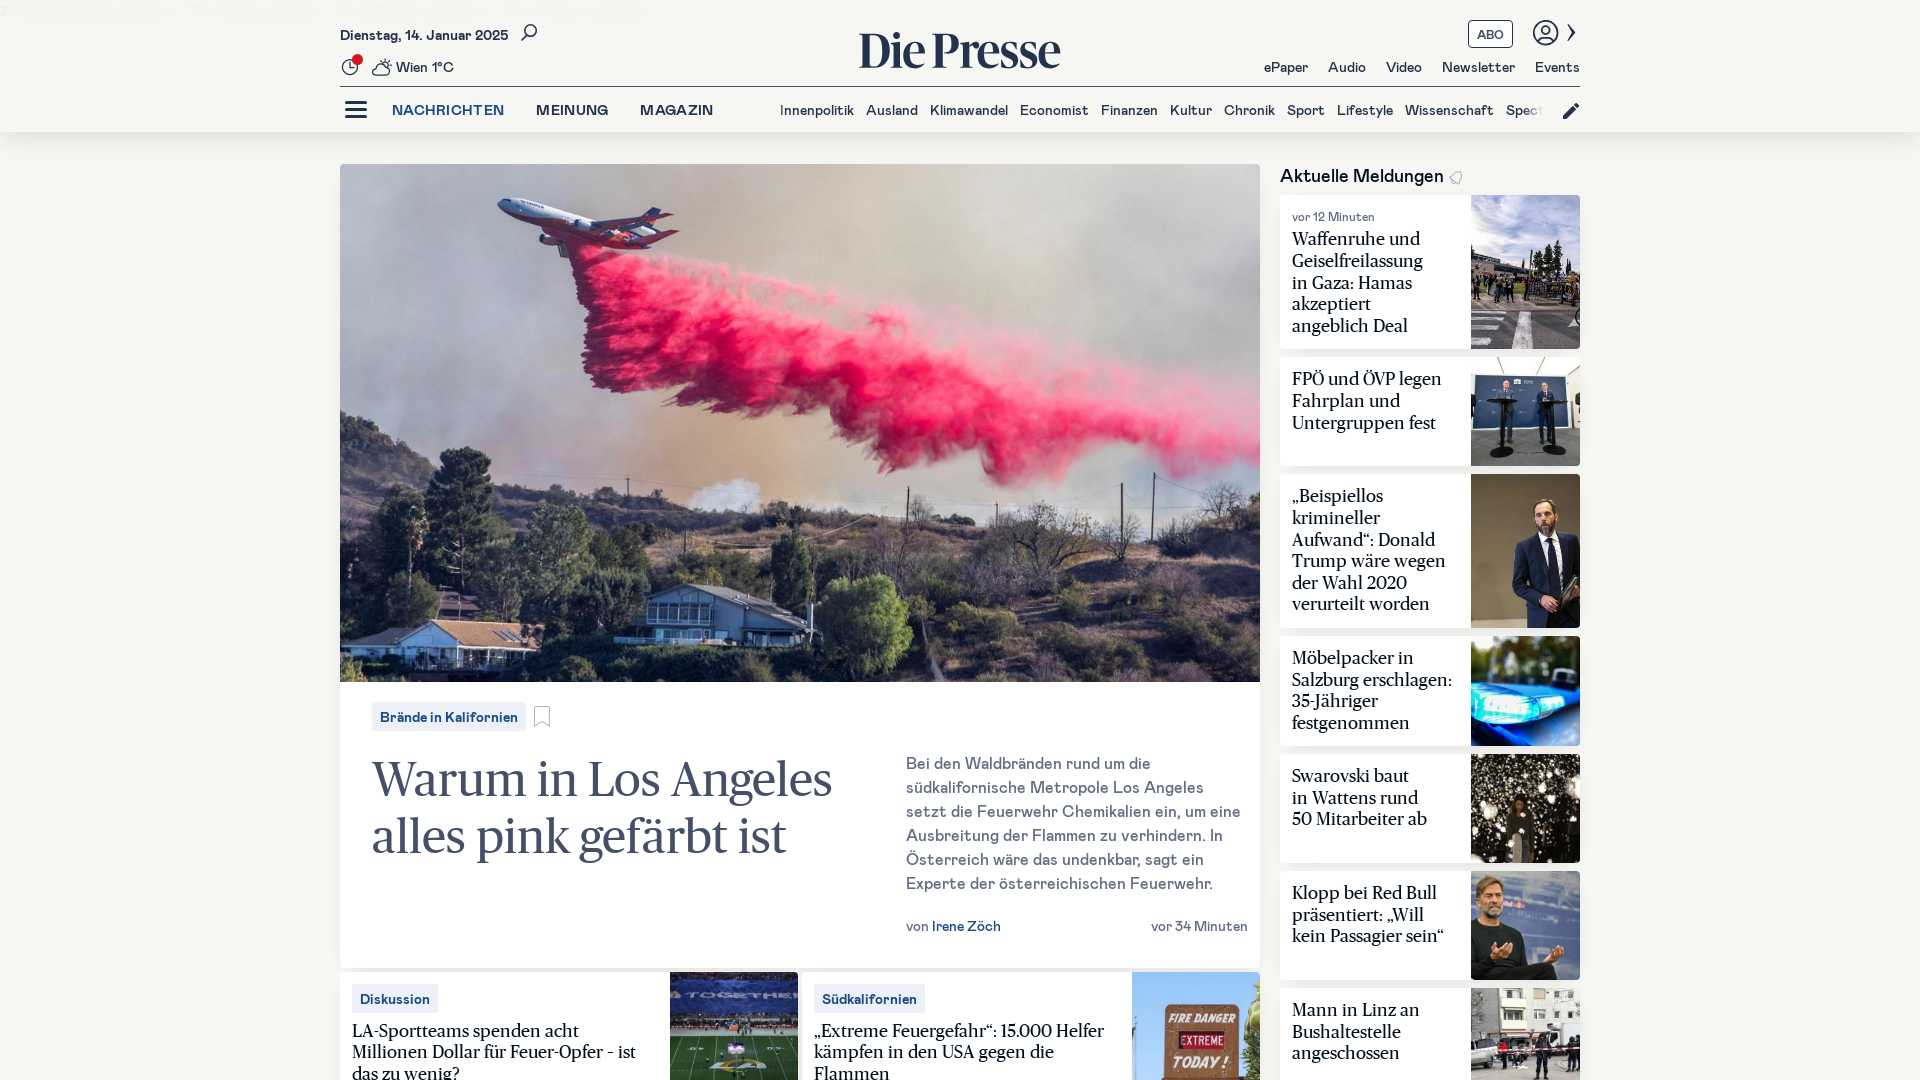 Dienstag, 14. Januar 2025
Die Presse
ABO
Wien 1°C
ePaper Audio Video Newsletter Events
NACHRICHTEN MEINUNG MAGAZIN
Innenpolitik Ausland Klimawandel Economist Finanzen Kultur Chronik Sport Lifestyle Wissenschaft Spect
Brände in Kalifornien
Warum in Los Angeles
alles pink gefärbt ist
Bei den Waldbränden rund um die
südkalifornische Metropole Los Angeles
setzt die Feuerwehr Chemikalien ein, um eine
Ausbreitung der Flammen zu verhindern. In
Österreich wäre das undenkbar, sagt ein
Experte der österreichischen Feuerwehr.
von Irene Zöch
vor 34 Minuten
Diskussion
LA-Sportteams spenden acht
Millionen Dollar für Feuer-Opfer – ist
das zu wenig?
TOGETHER
Südkalifornien
„Extreme Feuergefahr“: 15.000 Helfer
kämpfen in den USA gegen die
Flammen
FIRE DANGER
EXTREME
TODAY!
Aktuelle Meldungen
vor 12 Minuten
Waffenruhe und
Geiselfreilassung
in Gaza: Hamas
akzeptiert
angeblich Deal
FPÖ und ÖVP legen
Fahrplan und
Untergruppen fest
„Beispiellos
krimineller
Aufwand“: Donald
Trump wäre wegen
der Wahl 2020
verurteilt worden
Möbelpacker in
Salzburg erschlagen:
35-Jähriger
festgenommen
Swarovski baut
in Wattens rund
50 Mitarbeiter ab
Klopp bei Red Bull
präsentiert: „Will
kein Passagier sein“
Mann in Linz an
Bushaltestelle
angeschossen